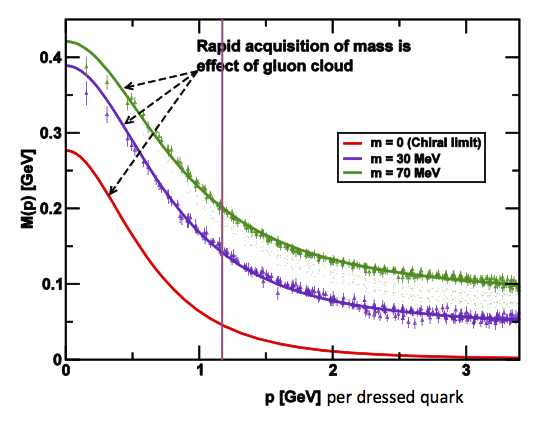 Rapid acquisition of mass is
effect of gluon cloud
0.4
0.3
0.2
0.1
0
M(p) [GeV]
m = 0 (Chiral limit)
m = 30 MeV
m = 70 MeV
0 1 2 3
p [GeV] per dressed quark